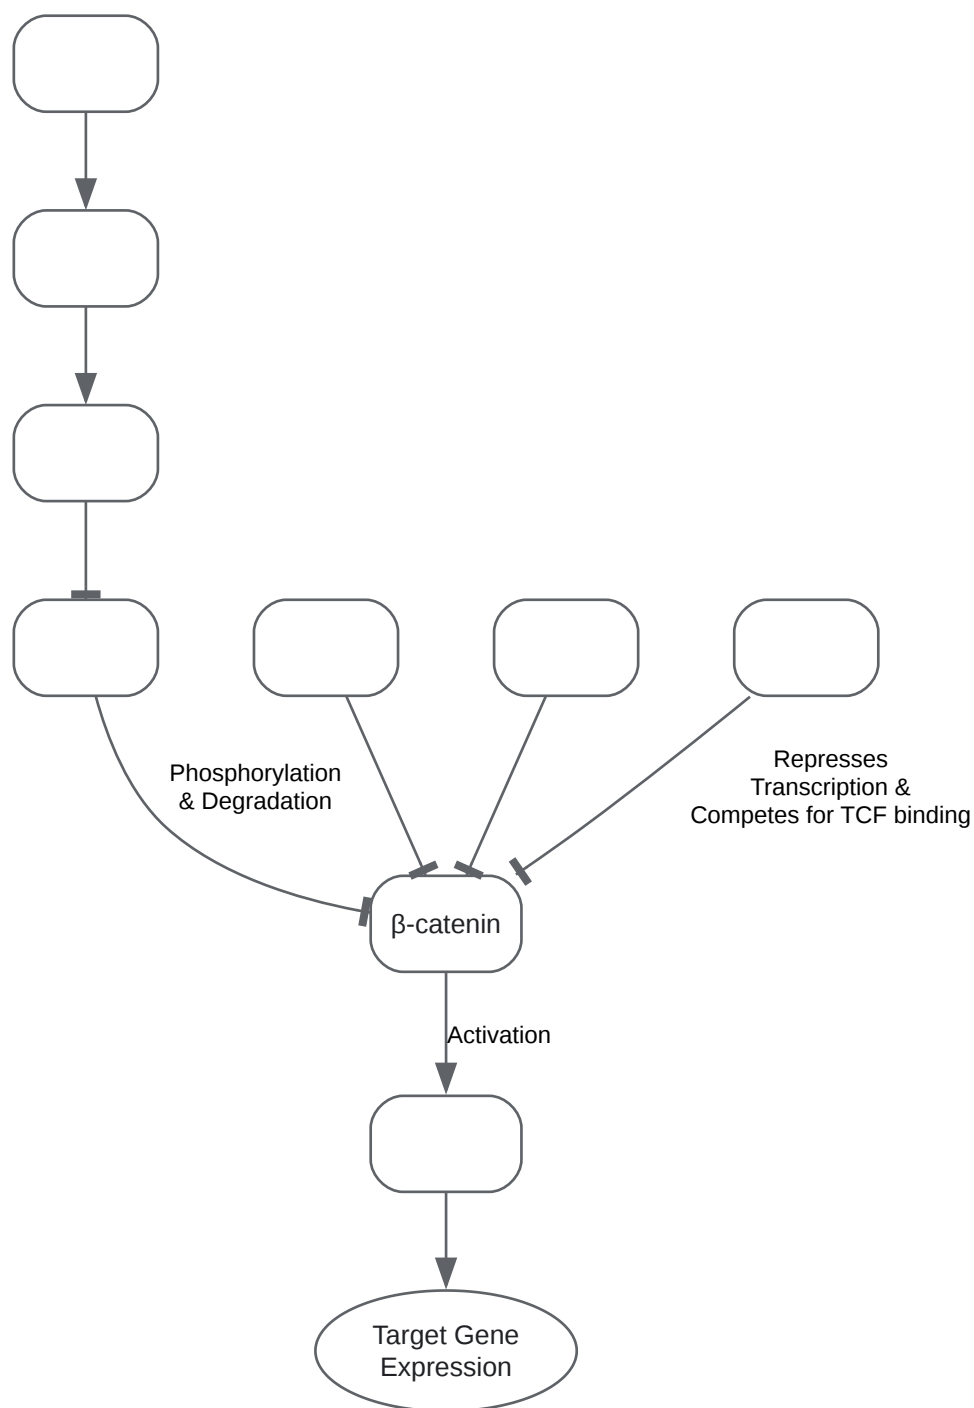 Phosphorylation
& Degradation
Represses
Transcription &
Competes for TCF binding
β-catenin
Activation
Target Gene
Expression